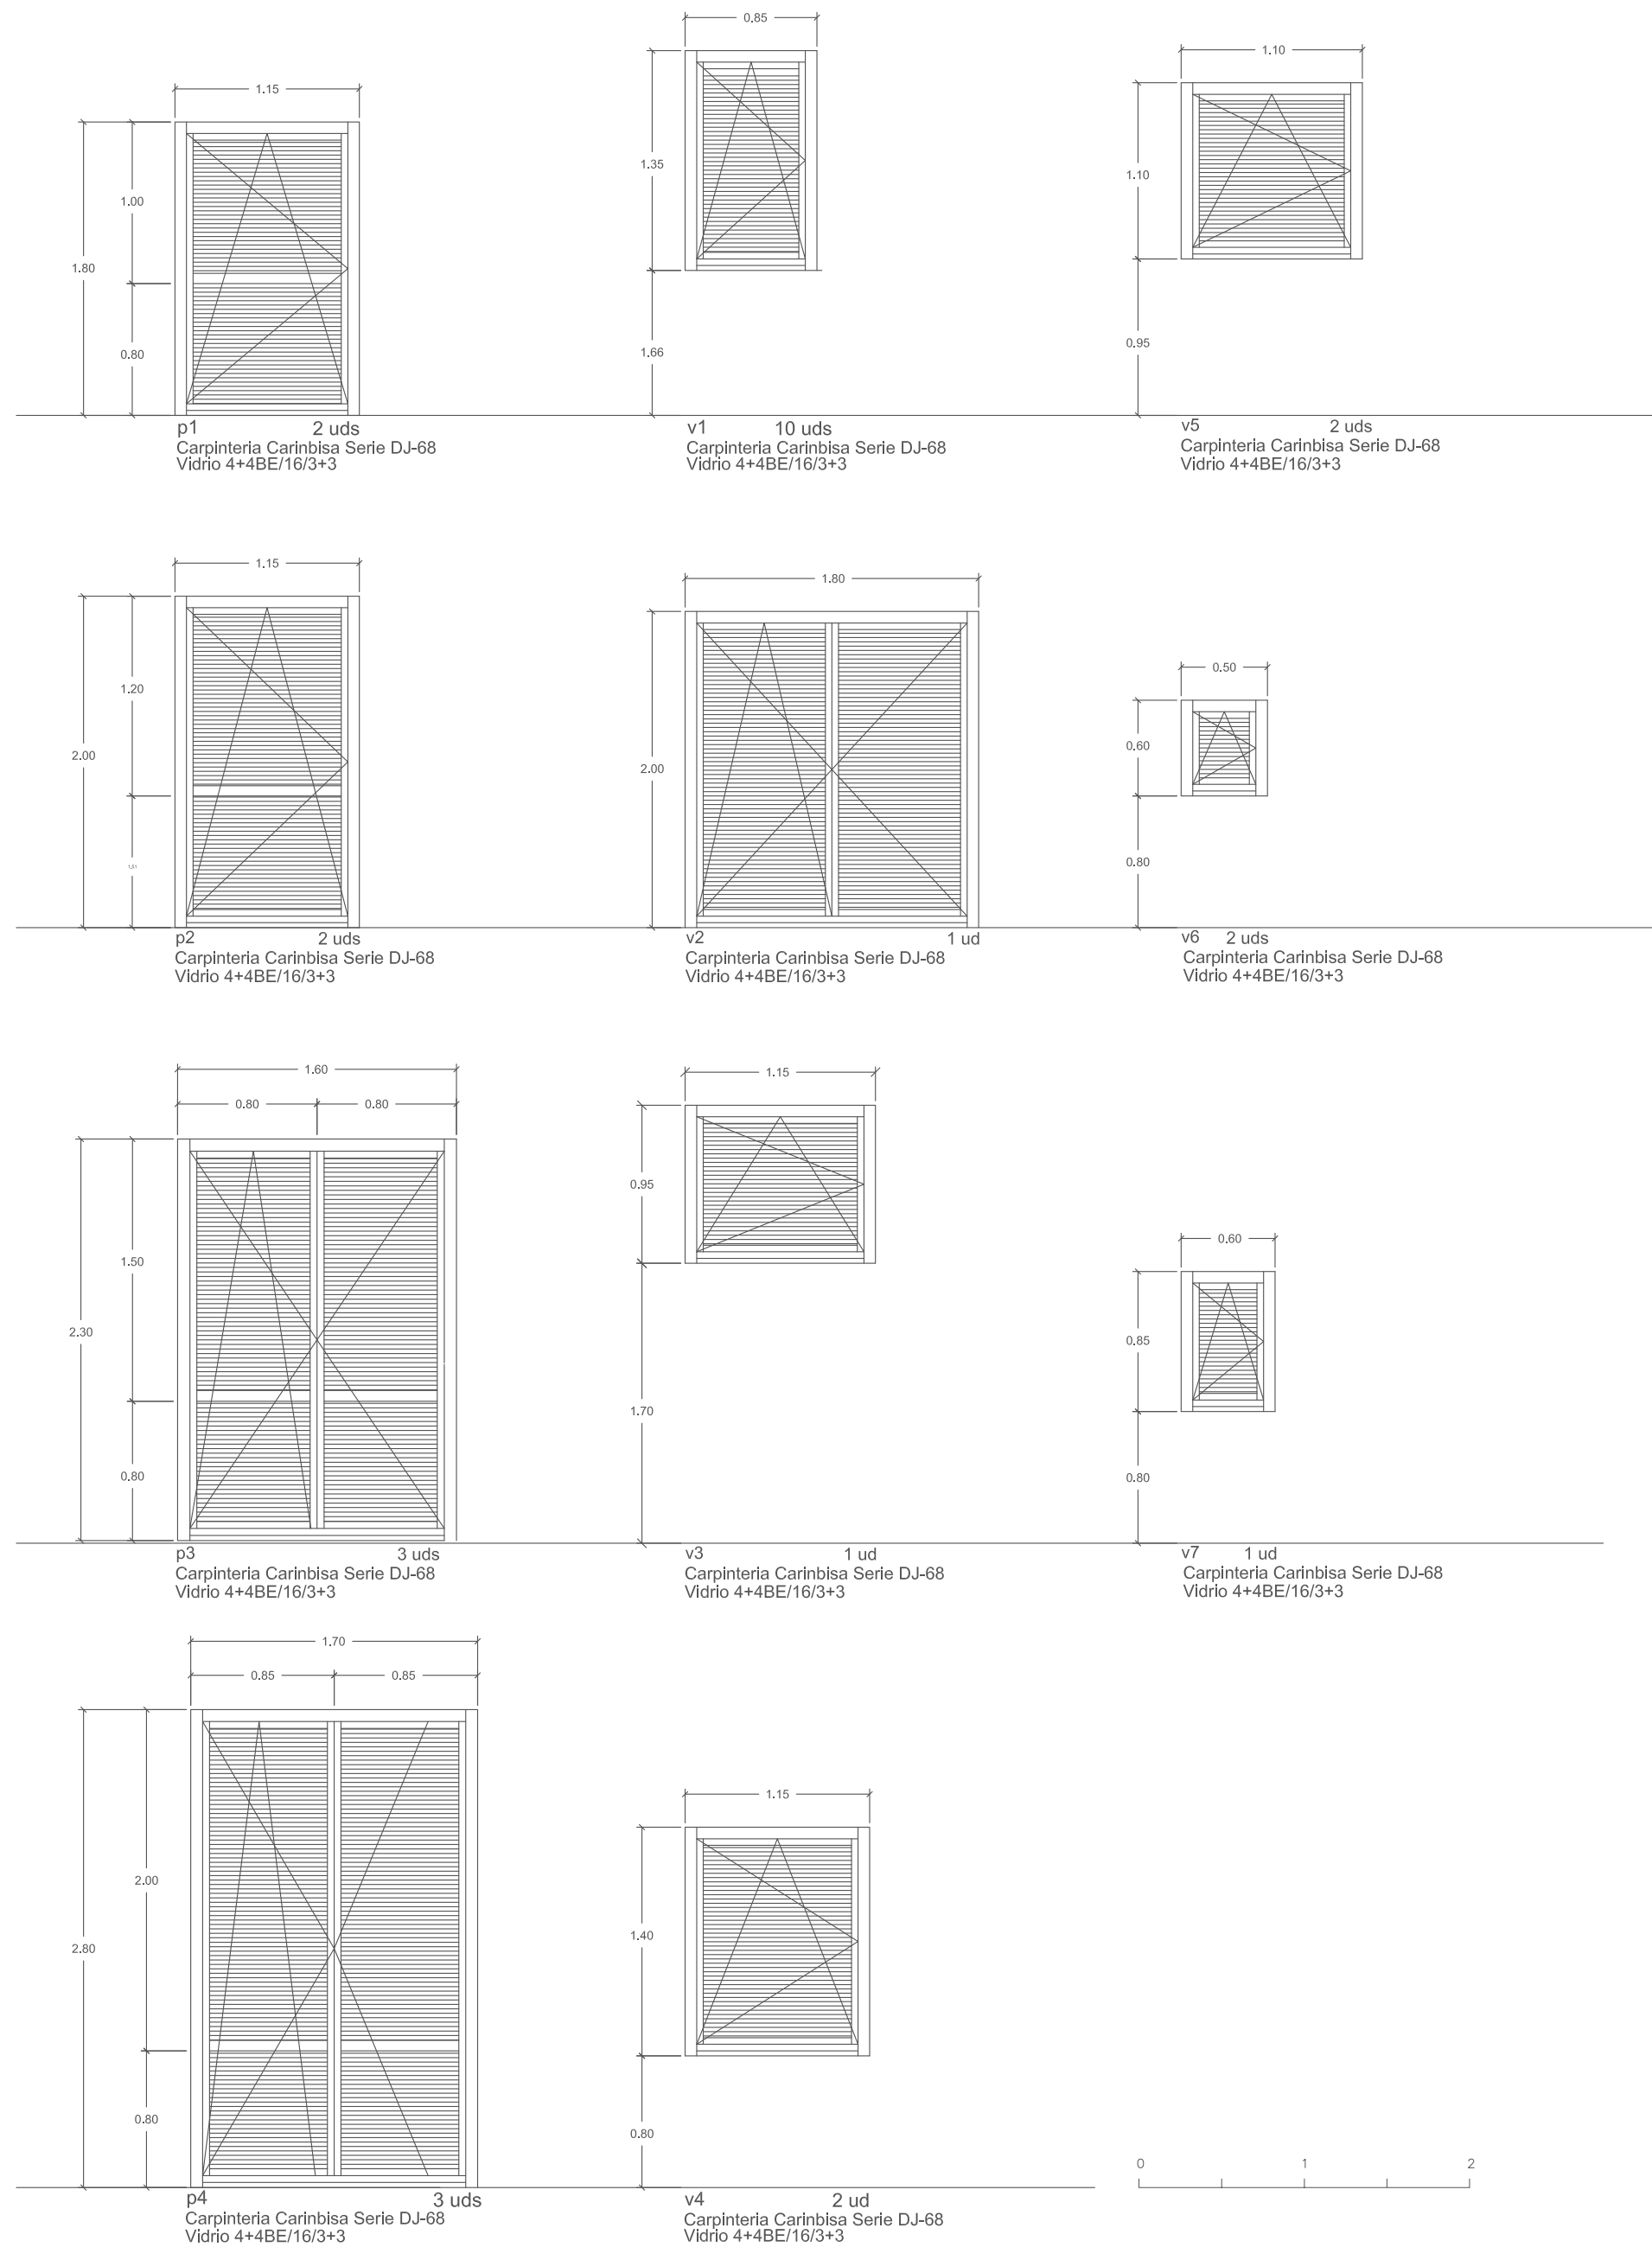 0.85
1.10
1.15
1.00
1.80
0.80
1.35
1.66
1.10
0.95
p1 2 uds
Carpinteria Carinbisa Serie DJ-68
Vidrio 4+4BE/16/3+3
v1 10 uds
Carpinteria Carinbisa Serie DJ-68
Vidrio 4+4BE/16/3+3
v5 2 uds
Carpinteria Carinbisa Serie DJ-68
Vidrio 4+4BE/16/3+3
1.15
1.20
2.00
1.80
2.00
0.50
0.60
0.80
p2 2 uds
Carpinteria Carinbisa Serie DJ-68
Vidrio 4+4BE/16/3+3
v2 1 ud
Carpinteria Carinbisa Serie DJ-68
Vidrio 4+4BE/16/3+3
v6 2 uds
Carpinteria Carinbisa Serie DJ-68
Vidrio 4+4BE/16/3+3
1.60
0.80 0.80
1.50
2.30
0.80
1.15
0.95
1.70
0.60
0.85
0.80
p3 3 uds
Carpinteria Carinbisa Serie DJ-68
Vidrio 4+4BE/16/3+3
v3 1 ud
Carpinteria Carinbisa Serie DJ-68
Vidrio 4+4BE/16/3+3
v7 1 ud
Carpinteria Carinbisa Serie DJ-68
Vidrio 4+4BE/16/3+3
1.70
0.85 0.85
2.00
2.80
0.80
1.15
1.40
0.80
0 1 2
p4 3 uds
Carpinteria Carinbisa Serie DJ-68
Vidrio 4+4BE/16/3+3
v4 2 ud
Carpinteria Carinbisa Serie DJ-68
Vidrio 4+4BE/16/3+3